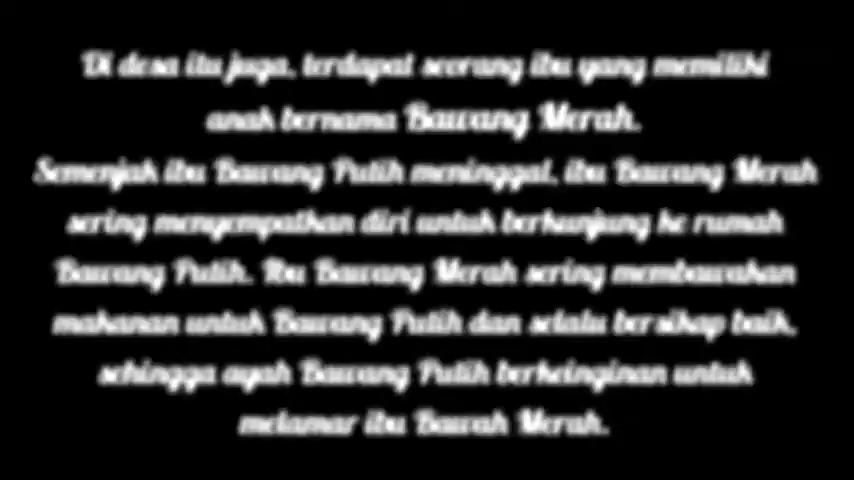 Di desa itu juga, terdapat seorang ibu yang memiliki
anak bernama Bawang Merah.
Semenjak ibu Bawang Putih meninggal, ibu Bawang Merah
sering menyempatkan diri untuk berkunjung ke rumah
Bawang Putih. Ibu Bawang Merah sering membawakan
makanan untuk Bawang Putih dan selalu bersikap baik,
sehingga ayah Bawang Putih berkeinginan untuk
melamar ibu Bawah Merah.